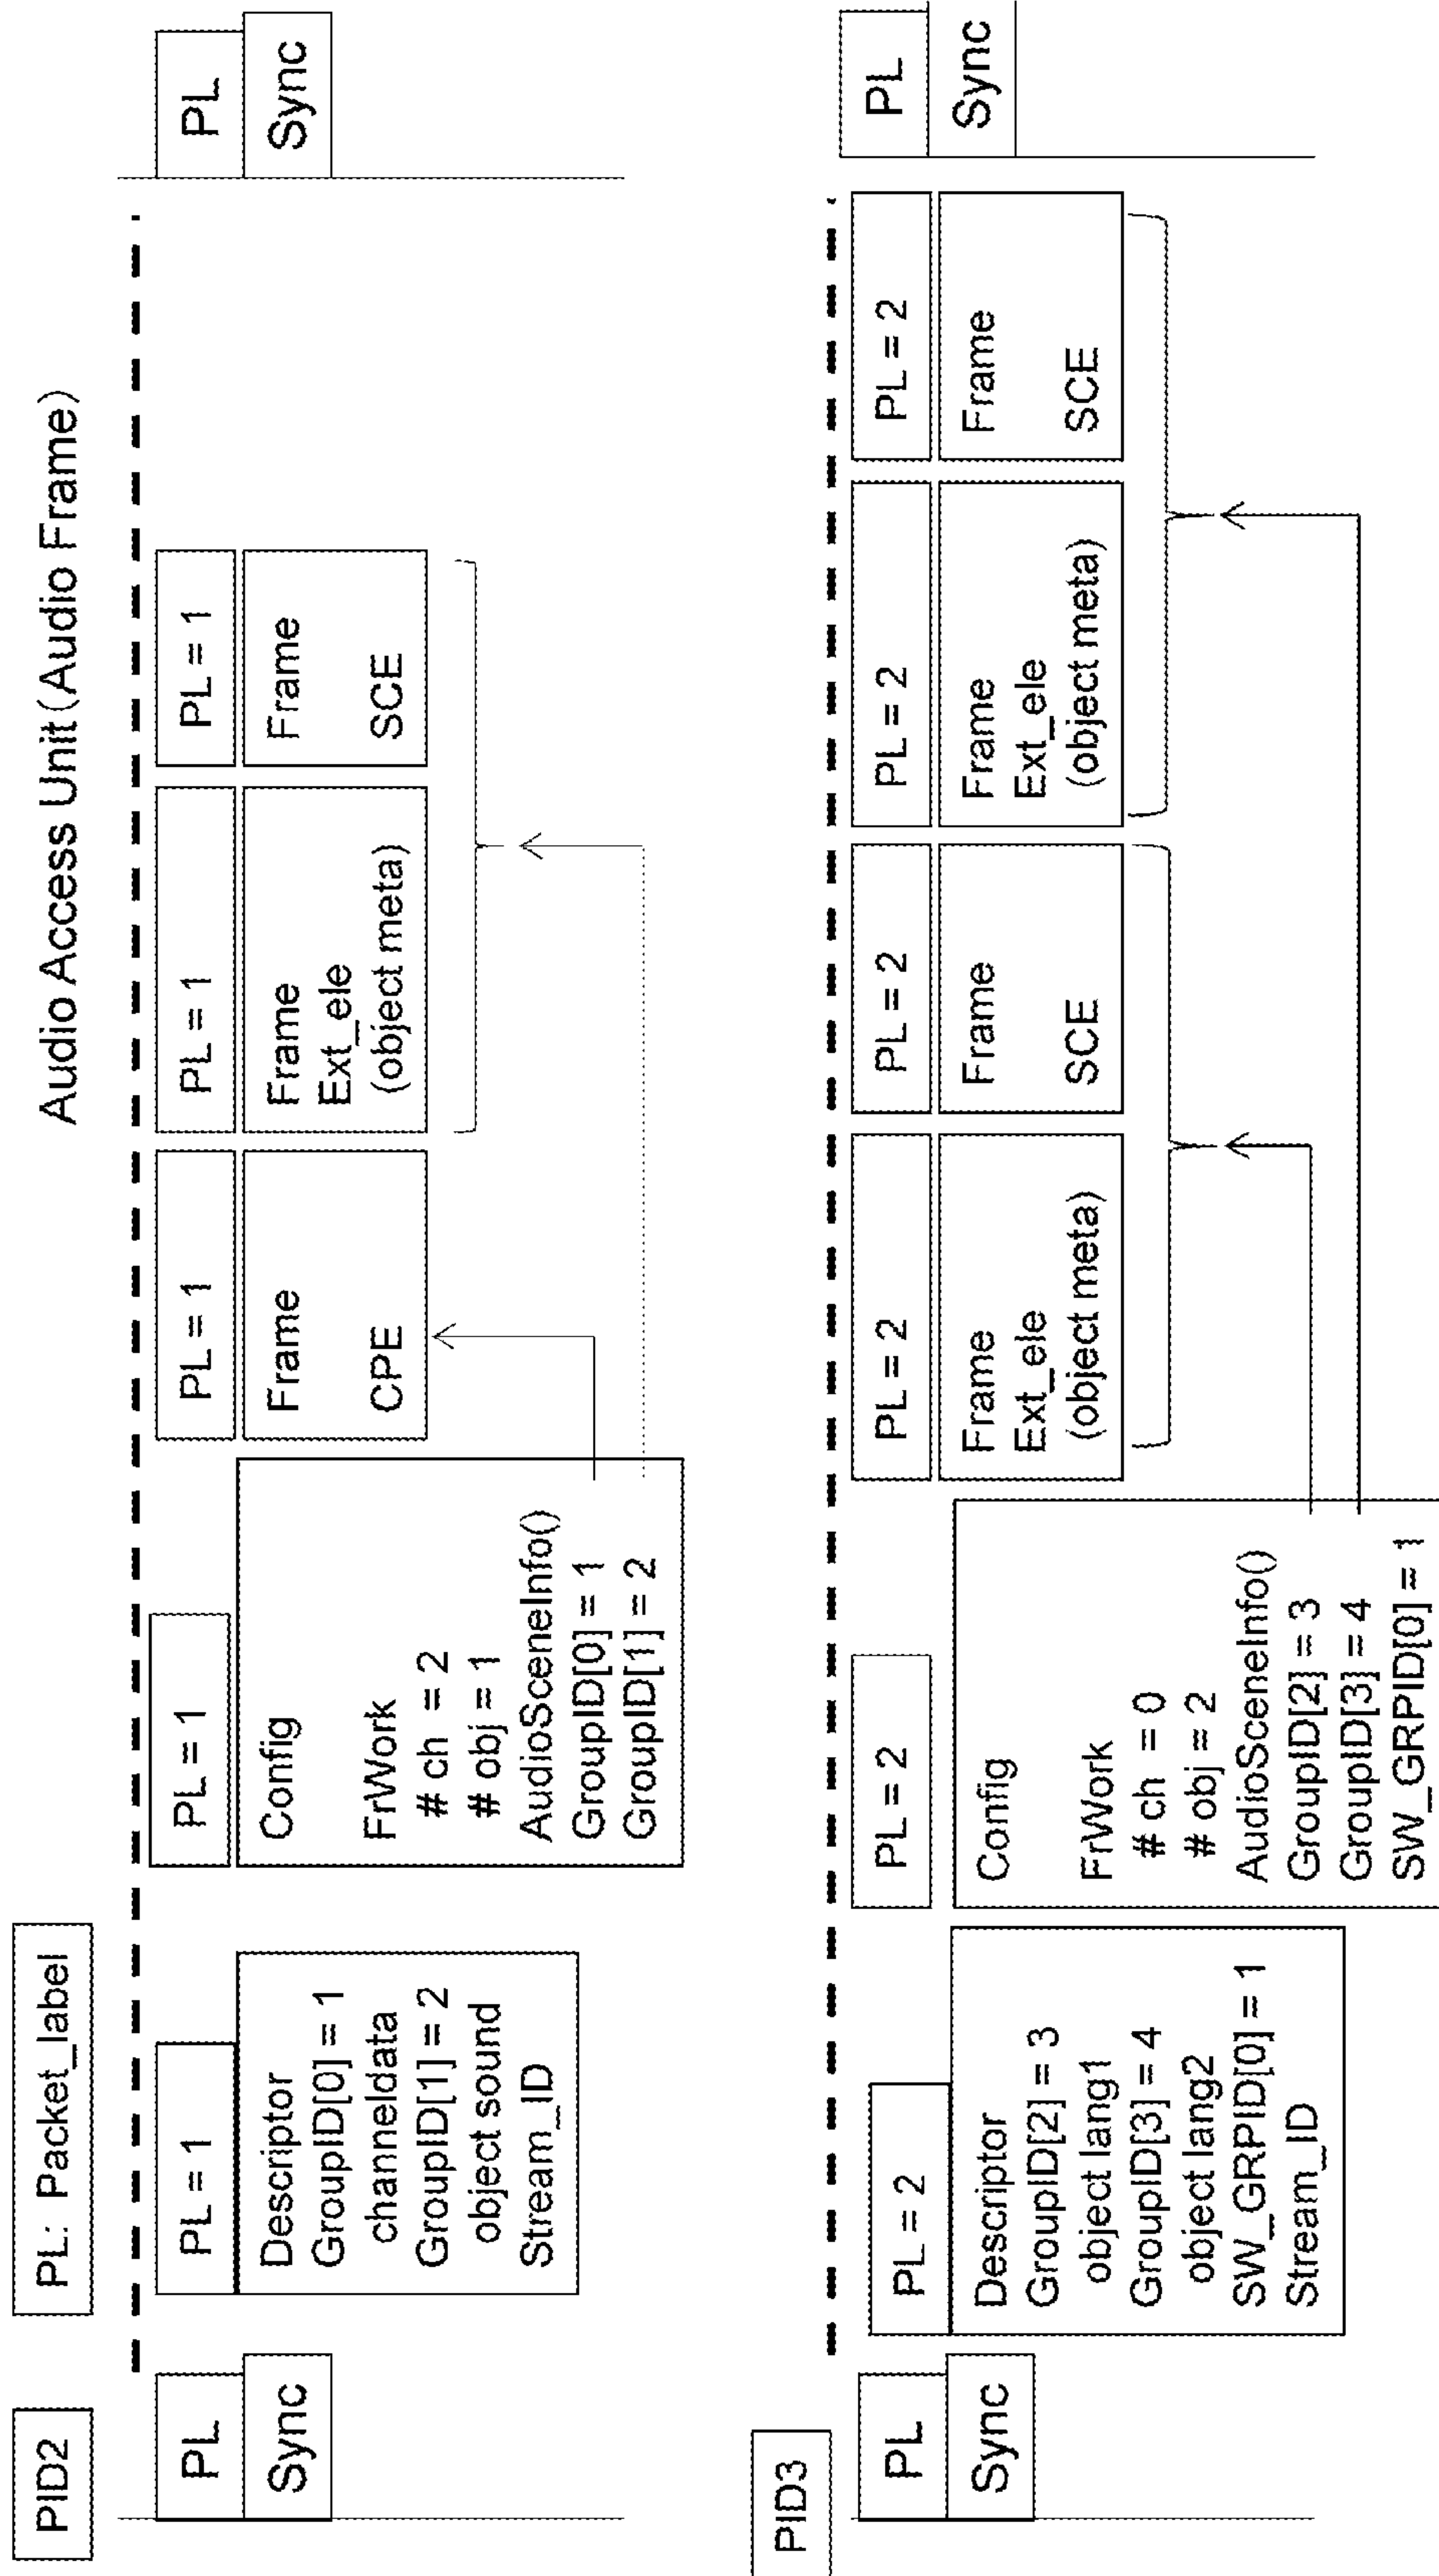 Audio Access Unit(Audio Frame)
PID2
PL: Packet_label
PL
Sync
PL = 1
Descriptor
GroupID[0] = 1
channeldata
GroupID[1] = 2
object sound
Stream_ID
PL = 1
Config
FrWork
# ch = 2
# obj = 1
AudioSceneInfo()
GroupID[0] = 1
GroupID[1] = 2
PL = 1
Frame
CPE
PL = 1
Frame
Ext_ele
(object meta)
PL = 1
Frame
SCE
PL
Sync
PID3
PL
Sync
PL = 2
Descriptor
GroupID[2] = 3
object lang1
GroupID[3] = 4
object lang2
SW_GRPID[0] = 1
Stream_ID
PL = 2
Config
FrWork
# ch = 0
# obj = 2
AudioSceneInfo()
GroupID[2] = 3
GroupID[3] = 4
SW_GRPID[0] = 1
PL = 2
Frame
Ext_ele
(object meta)
PL = 2
Frame
SCE
PL = 2
Frame
Ext_ele
(object meta)
PL = 2
Frame
SCE
PL
Sync